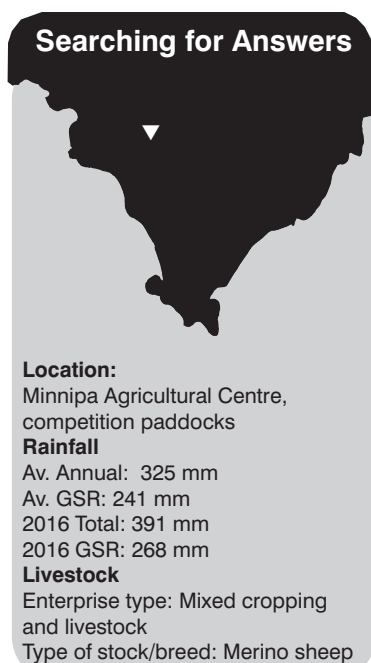 Searching for Answers
Location:
Minnipa Agricultural Centre,
competition paddocks
Rainfall
Av. Annual: 325 mm
Av. GSR: 241 mm
2016 Total: 391 mm
2016 GSR: 268 mm
Livestock
Enterprise type: Mixed cropping
and livestock
Type of stock/breed: Merino sheep